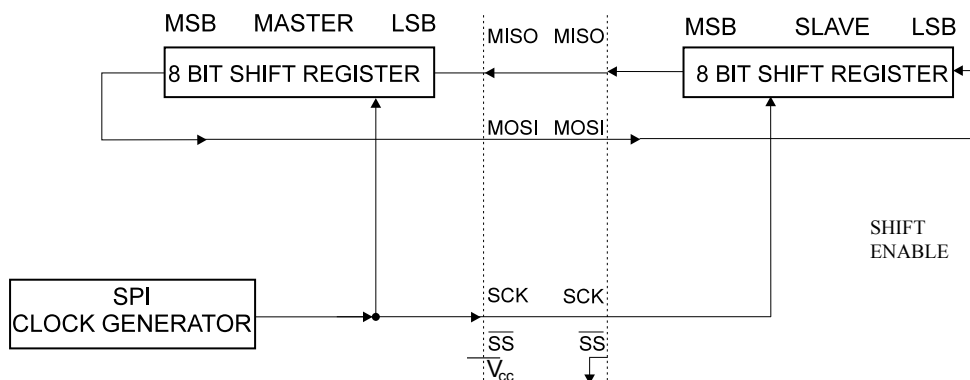 MSB MASTER LSB
MISO MISO
MSB SLAVE LSB
8 BIT SHIFT REGISTER
8 BIT SHIFT REGISTER
MOSI MOSI
SHIFT
ENABLE
SPI
CLOCK GENERATOR
SCK SCK
SS SS
Vcc